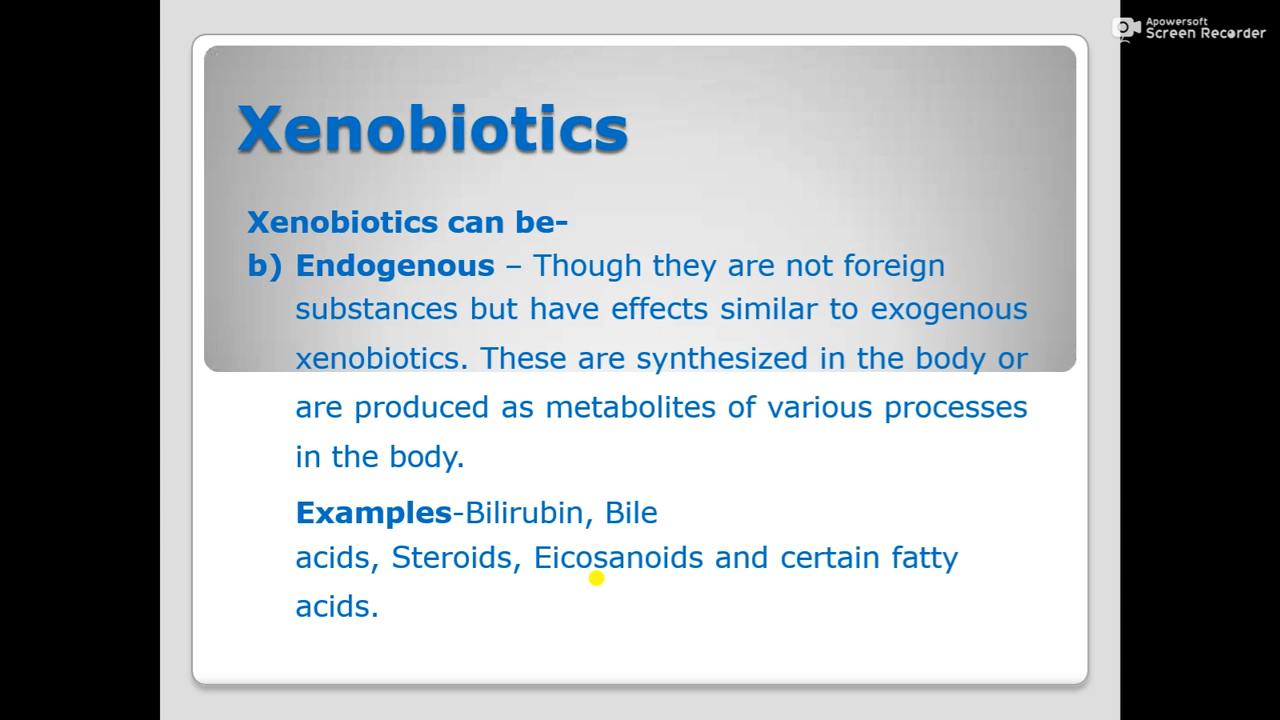 Apowersoft
Screen Recorder
Xenobiotics
Xenobiotics can be-
b) Endogenous – Though they are not foreign
substances but have effects similar to exogenous
xenobiotics. These are synthesized in the body or
are produced as metabolites of various processes
in the body.
Examples-Bilirubin, Bile
acids, Steroids, Eicosanoids and certain fatty
acids.